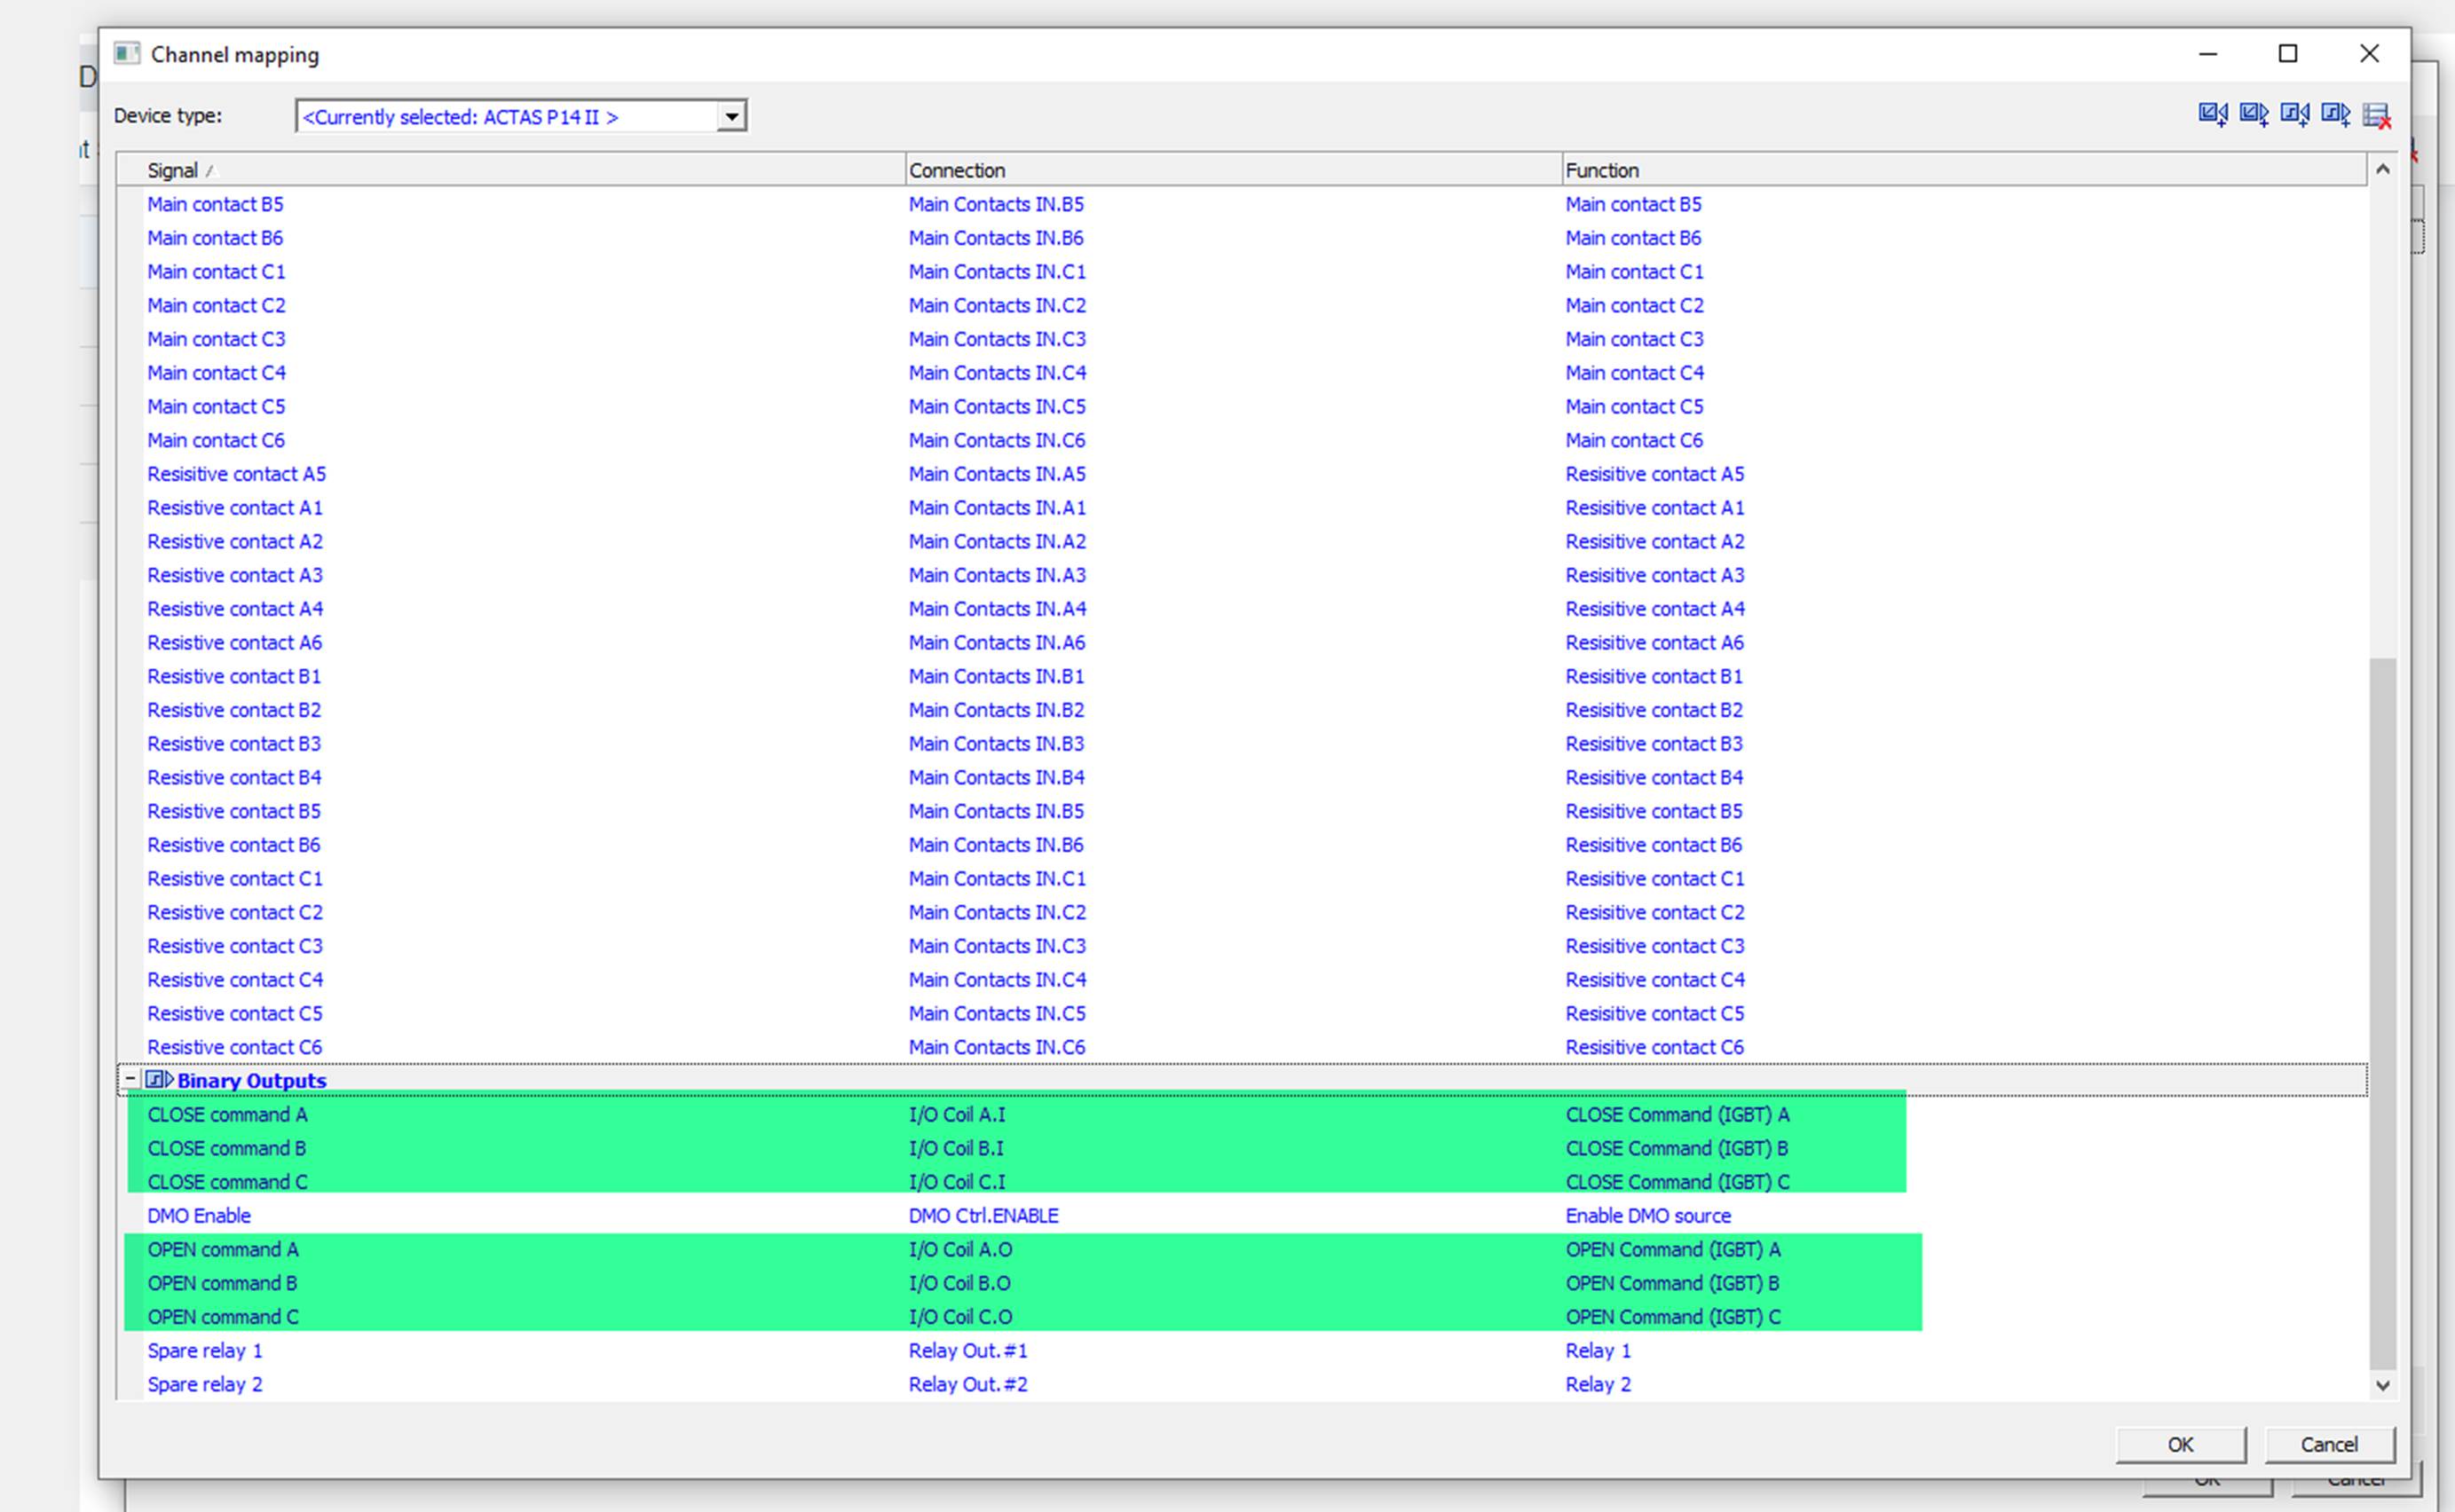 Channel mapping
Device type: <Currently selected: ACTAS P14 II >
Signal Connection Function
Main contact B5 Main Contacts IN.B5 Main contact B5
Main contact B6 Main Contacts IN.B6 Main contact B6
Main contact C1 Main Contacts IN.C1 Main contact C1
Main contact C2 Main Contacts IN.C2 Main contact C2
Main contact C3 Main Contacts IN.C3 Main contact C3
Main contact C4 Main Contacts IN.C4 Main contact C4
Main contact C5 Main Contacts IN.C5 Main contact C5
Main contact C6 Main Contacts IN.C6 Main contact C6
Resisitive contact A5 Main Contacts IN.A5 Resisitive contact A5
Resistive contact A1 Main Contacts IN.A1 Resisitive contact A1
Resistive contact A2 Main Contacts IN.A2 Resisitive contact A2
Resistive contact A3 Main Contacts IN.A3 Resisitive contact A3
Resistive contact A4 Main Contacts IN.A4 Resisitive contact A4
Resistive contact A6 Main Contacts IN.A6 Resisitive contact A6
Resistive contact B1 Main Contacts IN.B1 Resisitive contact B1
Resistive contact B2 Main Contacts IN.B2 Resisitive contact B2
Resistive contact B3 Main Contacts IN.B3 Resisitive contact B3
Resistive contact B4 Main Contacts IN.B4 Resisitive contact B4
Resistive contact B5 Main Contacts IN.B5 Resisitive contact B5
Resistive contact B6 Main Contacts IN.B6 Resisitive contact B6
Resistive contact C1 Main Contacts IN.C1 Resisitive contact C1
Resistive contact C2 Main Contacts IN.C2 Resisitive contact C2
Resistive contact C3 Main Contacts IN.C3 Resisitive contact C3
Resistive contact C4 Main Contacts IN.C4 Resisitive contact C4
Resistive contact C5 Main Contacts IN.C5 Resisitive contact C5
Resistive contact C6 Main Contacts IN.C6 Resisitive contact C6
Binary Outputs
CLOSE command A I/O Coil A.I CLOSE Command (IGBT) A
CLOSE command B I/O Coil B.I CLOSE Command (IGBT) B
CLOSE command C I/O Coil C.I CLOSE Command (IGBT) C
DMO Enable DMO Ctrl.ENABLE Enable DMO source
OPEN command A I/O Coil A.O OPEN Command (IGBT) A
OPEN command B I/O Coil B.O OPEN Command (IGBT) B
OPEN command C I/O Coil C.O OPEN Command (IGBT) C
Spare relay 1 Relay Out.#1 Relay 1
Spare relay 2 Relay Out.#2 Relay 2
OK Cancel